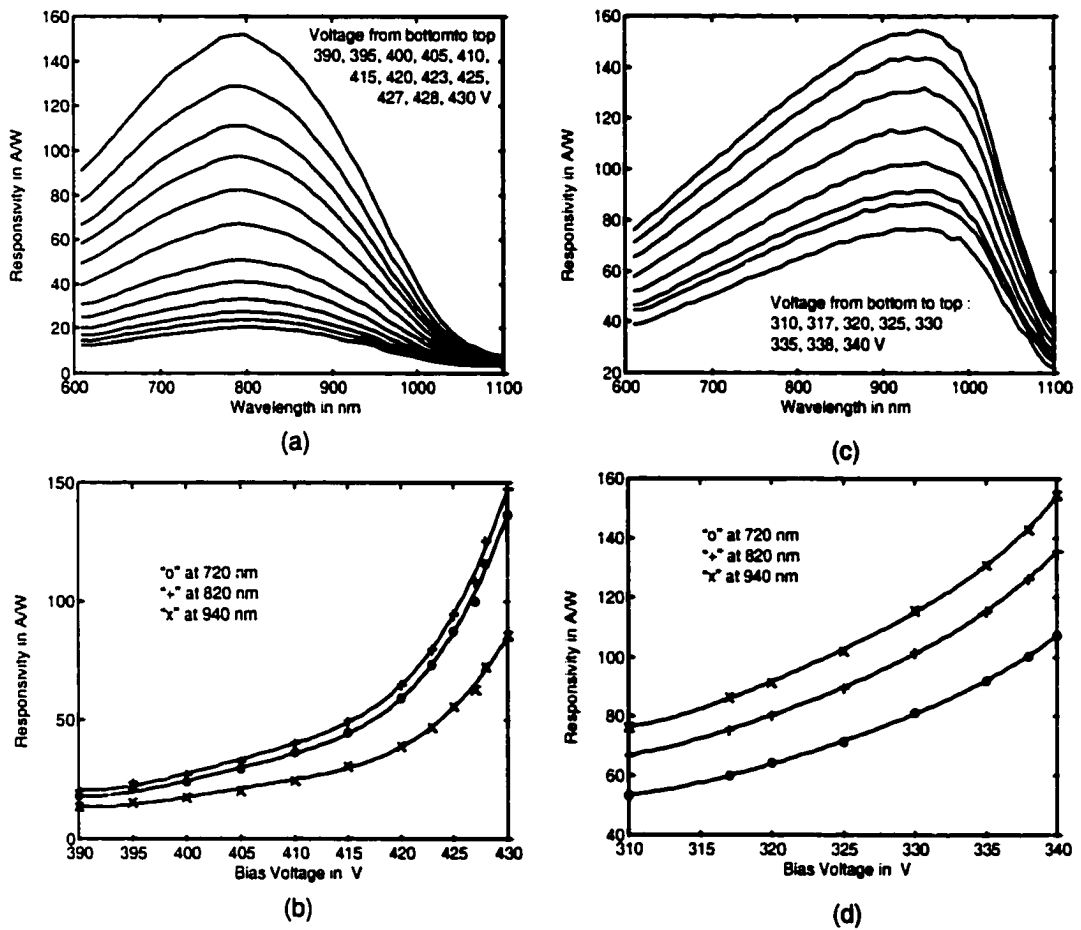 160
140
120
100
80
60
40
20
0
Responsivity in A/W
Voltage from bottomto top
390, 395, 400, 405, 410,
415, 420, 423, 425,
427, 428, 430 V
600
700
800
900
1000
1100
Wavelength in nm
(a)
160
140
120
100
80
60
40
20
Responsivity in A/W
Voltage from bottom to top :
310, 317, 320, 325, 330
335, 338, 340 V
600
700
800
900
1000
1100
Wavelength in nm
(c)
150
100
50
0
Responsivity in A/W
"o" at 720 nm
"+" at 820 nm
"x" at 940 nm
390
395
400
405
410
415
420
425
430
Bias Voltage in V
(b)
160
140
120
100
80
60
40
Responsivity in A/W
"o" at 720 nm
"+" at 820 nm
"x" at 940 nm
310
315
320
325
330
335
340
Bias Voltage in V
(d)